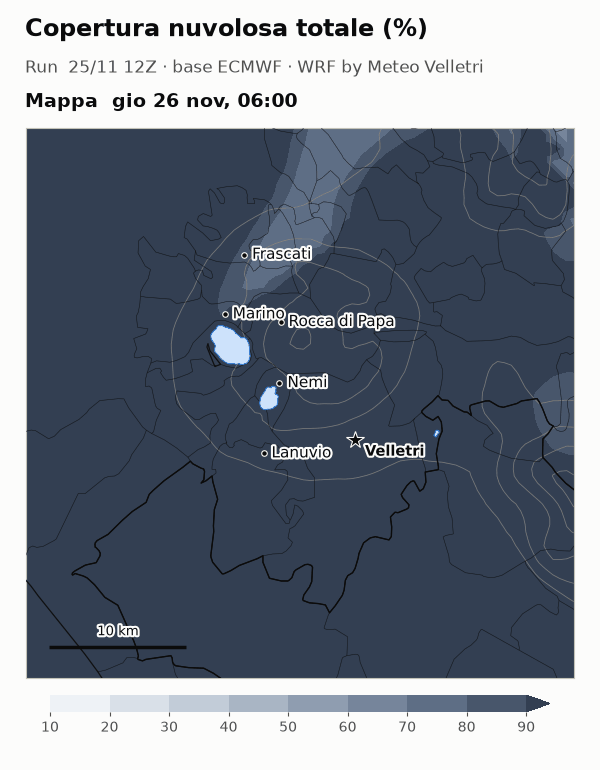 Copertura nuvolosa totale (%)
Run  25/11 12Z · base ECMWF · WRF by Meteo Velletri
Mappa  gio 26 nov, 06:00
Frascati
Marino
Rocca di Papa
Nemi
Velletri
Lanuvio
10 km
10 20 30 40 50 60 70 80 90